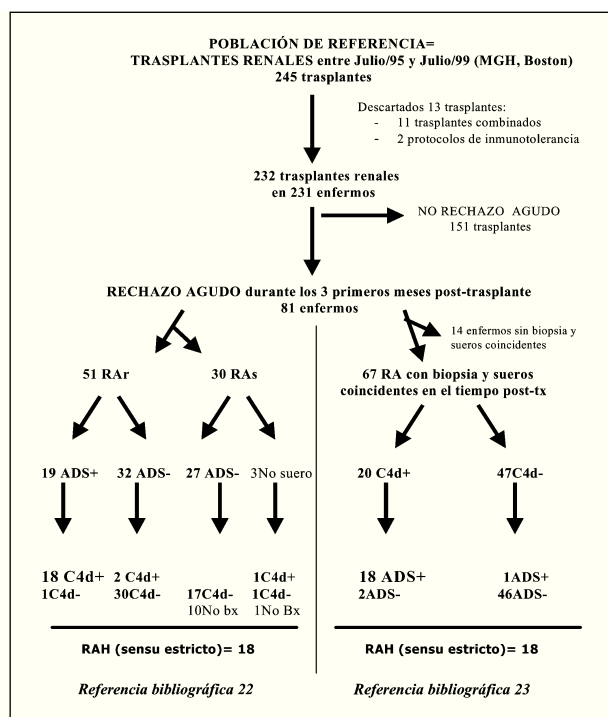 POBLACIÓN DE REFERENCIA=
TRASPLANTES RENALES entre Julio/95 y Julio/99 (MGH, Boston)
245 trasplantes
Descartados 13 trasplantes:
- 11 trasplantes combinados
- 2 protocolos de inmunotolerancia
232 trasplantes renales
en 231 enfermos
NO RECHAZO AGUDO
151 trasplantes
RECHAZO AGUDO durante los 3 primeros meses post-trasplante
81 enfermos
14 enfermos sin biopsia y
sueros coincidentes
51 RAr
30 RAs
67 RA con biopsia y sueros
coincidentes en el tiempo post-tx
19 ADS+
32 ADS-
27 ADS-
3No suero
20 C4d+
47C4d-
18 C4d+
1C4d-
2 C4d+
30C4d-
17C4d-
10No bx
1C4d+
1C4d-
1No Bx
18 ADS+
2ADS-
1ADS+
46ADS-
RAH (sensu estricto)= 18
RAH (sensu estricto)= 18
Referencia bibliográfica 22
Referencia bibliográfica 23